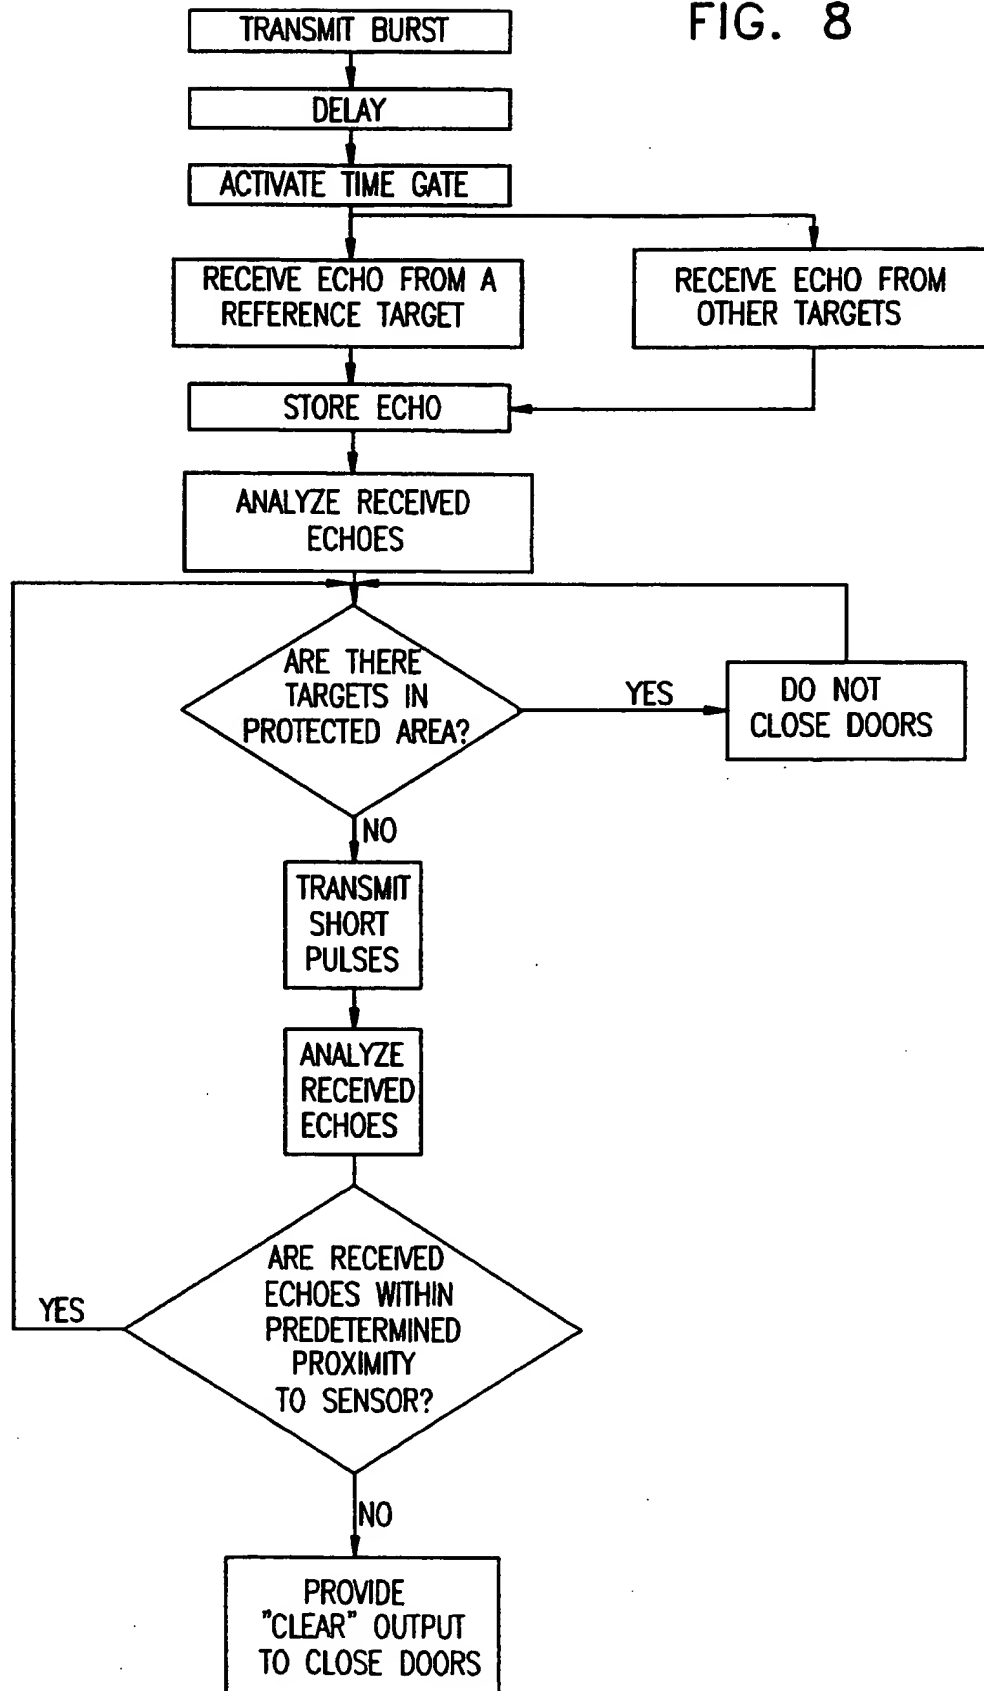 FIG. 8
TRANSMIT BURST
DELAY
ACTIVATE TIME GATE
RECEIVE ECHO FROM A
REFERENCE TARGET
RECEIVE ECHO FROM
OTHER TARGETS
STORE ECHO
ANALYZE RECEIVED
ECHOES
ARE THERE
TARGETS IN
PROTECTED AREA?
YES
DO NOT
CLOSE DOORS
NO
TRANSMIT
SHORT
PULSES
ANALYZE
RECEIVED
ECHOES
ARE RECEIVED
ECHOES WITHIN
PREDETERMINED
PROXIMITY
TO SENSOR?
YES
NO
PROVIDE
"CLEAR" OUTPUT
TO CLOSE DOORS